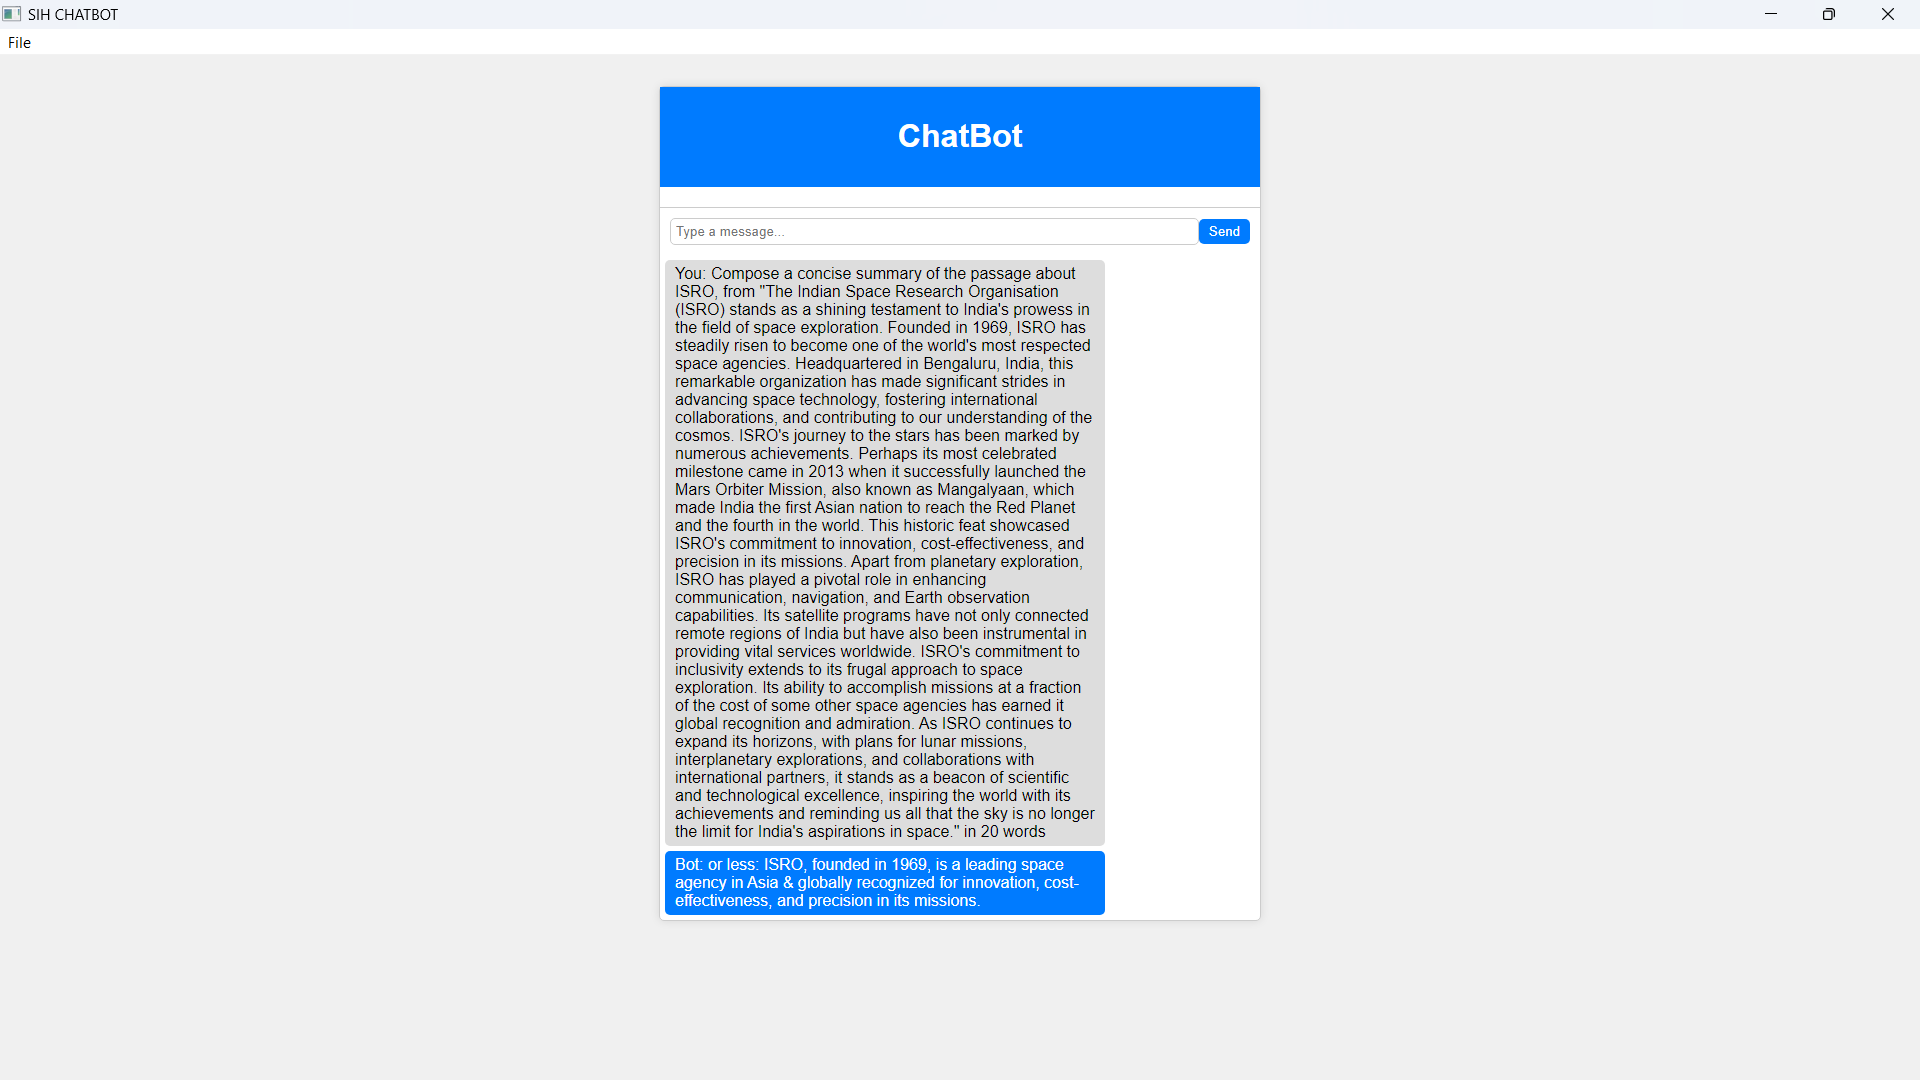 SIH CHATBOT
File
ChatBot
Type a message...
Send
You: Compose a concise summary of the passage about
ISRO, from "The Indian Space Research Organisation
(ISRO) stands as a shining testament to India's prowess in
the field of space exploration. Founded in 1969, ISRO has
steadily risen to become one of the world's most respected
space agencies. Headquartered in Bengaluru, India, this
remarkable organization has made significant strides in
advancing space technology, fostering international
collaborations, and contributing to our understanding of the
cosmos. ISRO's journey to the stars has been marked by
numerous achievements. Perhaps its most celebrated
milestone came in 2013 when it successfully launched the
Mars Orbiter Mission, also known as Mangalyaan, which
made India the first Asian nation to reach the Red Planet
and the fourth in the world. This historic feat showcased
ISRO's commitment to innovation, cost-effectiveness, and
precision in its missions. Apart from planetary exploration,
ISRO has played a pivotal role in enhancing
communication, navigation, and Earth observation
capabilities. Its satellite programs have not only connected
remote regions of India but have also been instrumental in
providing vital services worldwide. ISRO's commitment to
inclusivity extends to its frugal approach to space
exploration. Its ability to accomplish missions at a fraction
of the cost of some other space agencies has earned it
global recognition and admiration. As ISRO continues to
expand its horizons, with plans for lunar missions,
interplanetary explorations, and collaborations with
international partners, it stands as a beacon of scientific
and technological excellence, inspiring the world with its
achievements and reminding us all that the sky is no longer
the limit for India's aspirations in space." in 20 words
Bot: or less: ISRO, founded in 1969, is a leading space
agency in Asia & globally recognized for innovation, cost-
effectiveness, and precision in its missions.